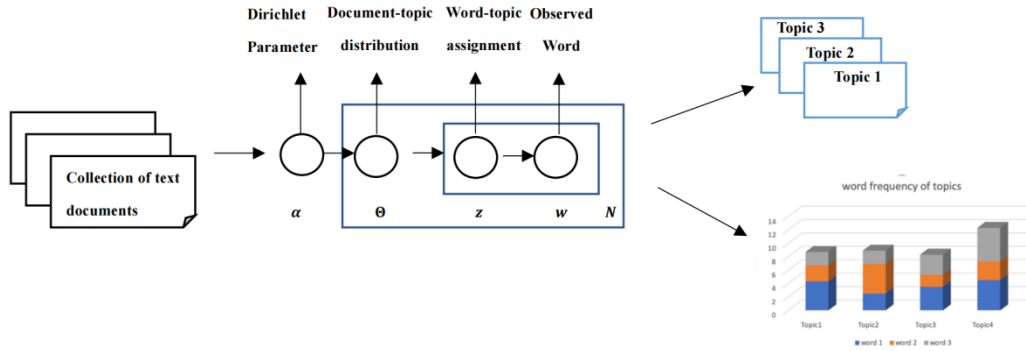 Dirichlet
Parameter
Document-topic
distribution
Word-topic
assignment
Observed
Word
Collection of text
documents
α
Θ
z
w
N
Topic 3
Topic 2
Topic 1
word frequency of topics
14
12
10
8
6
4
2
0
Topic1
Topic2
Topic3
Topic4
word 1
word 2
word 3